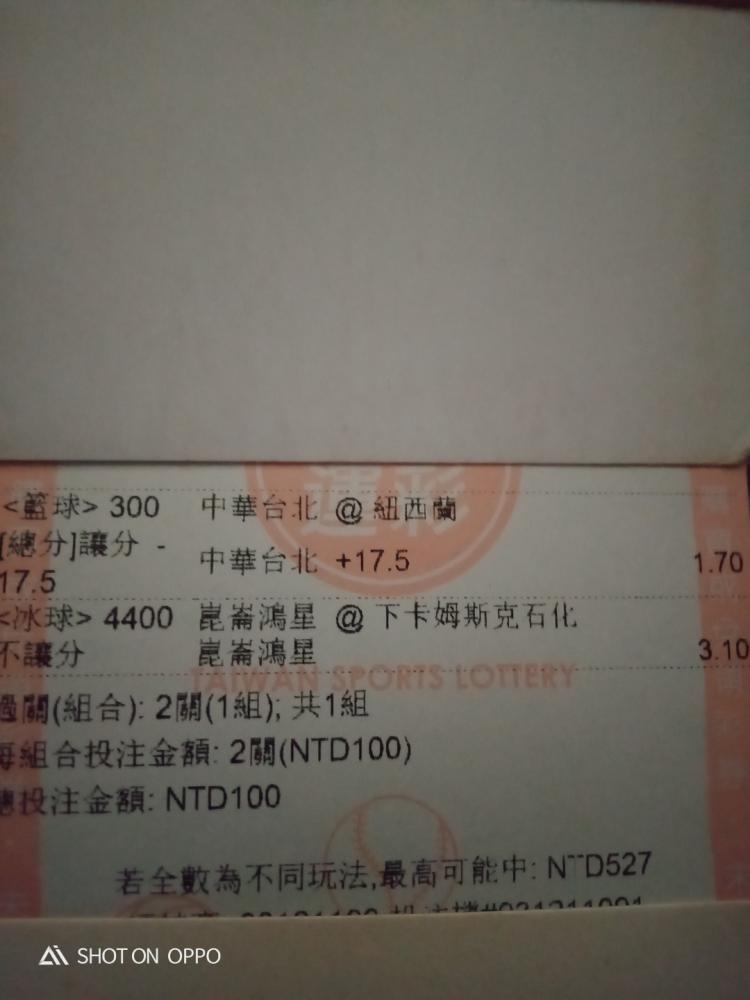 運彩
<籃球> 300 中華台北 @ 紐西蘭
[總分]讓分 -
17.5 中華台北 +17.5 1.70
<冰球> 4400 崑崙鴻星 @ 下卡姆斯克石化
不讓分 崑崙鴻星 3.10
TAIWAN SPORTS LOTTERY
過關(組合): 2關(1組); 共1組
每組合投注金額: 2關(NTD100)
總投注金額: NTD100
若全數為不同玩法,最高可能中: NTD527
SHOT ON OPPO